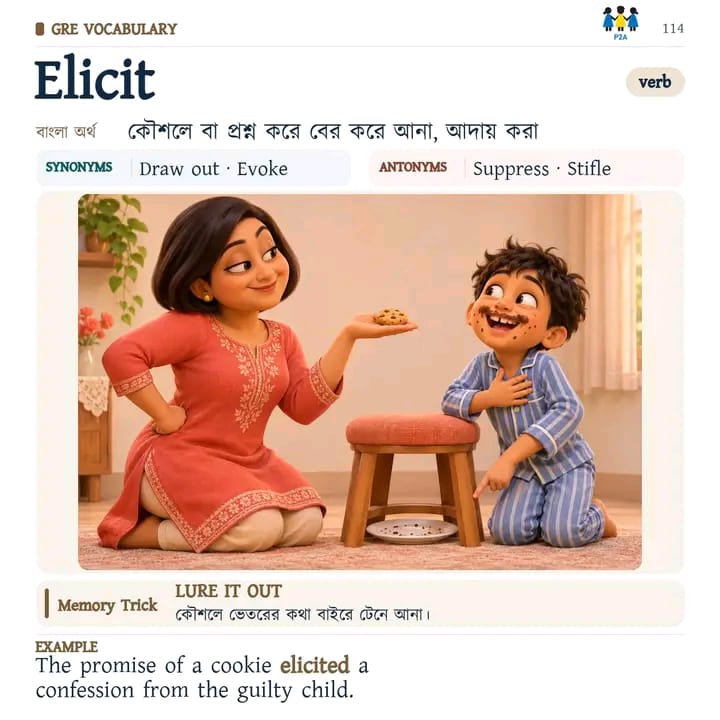 GRE VOCABULARY
P2A
114
Elicit
verb
বাংলা অর্থ কৌশলে বা প্রশ্ন করে বের করে আনা, আদায় করা
SYNONYMS Draw out · Evoke
ANTONYMS Suppress · Stifle
Memory Trick
LURE IT OUT
কৌশলে ভেতরের কথা বাইরে টেনে আনা।
EXAMPLE
The promise of a cookie elicited a
confession from the guilty child.